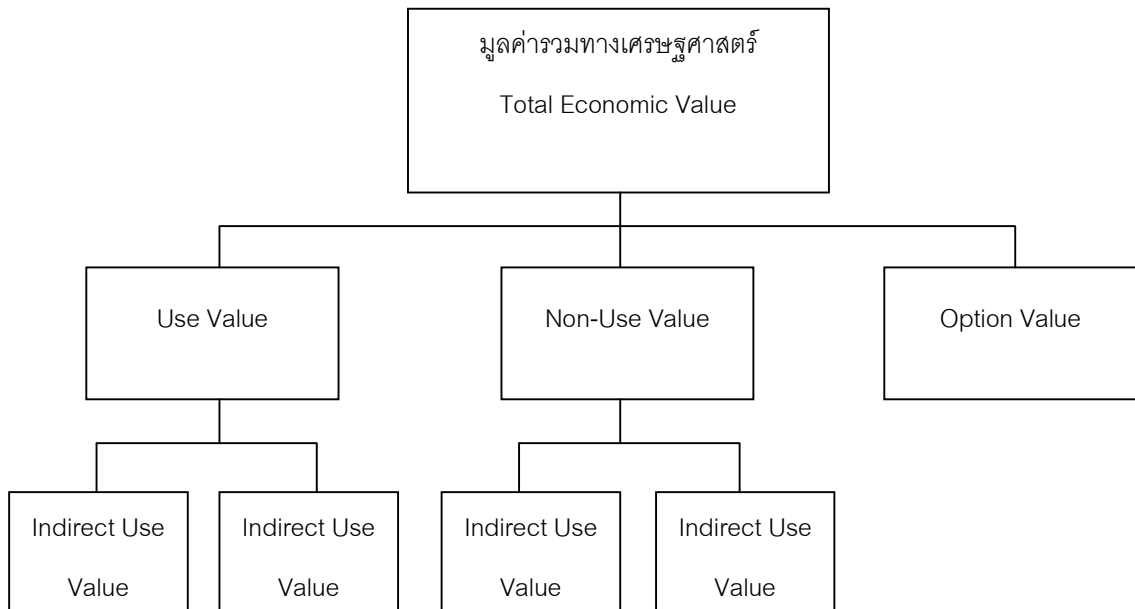 มูลค่ารวมทางเศรษฐศาสตร์
Total Economic Value
Use Value
Non-Use Value
Option Value
Indirect Use
Value
Indirect Use
Value
Indirect Use
Value
Indirect Use
Value